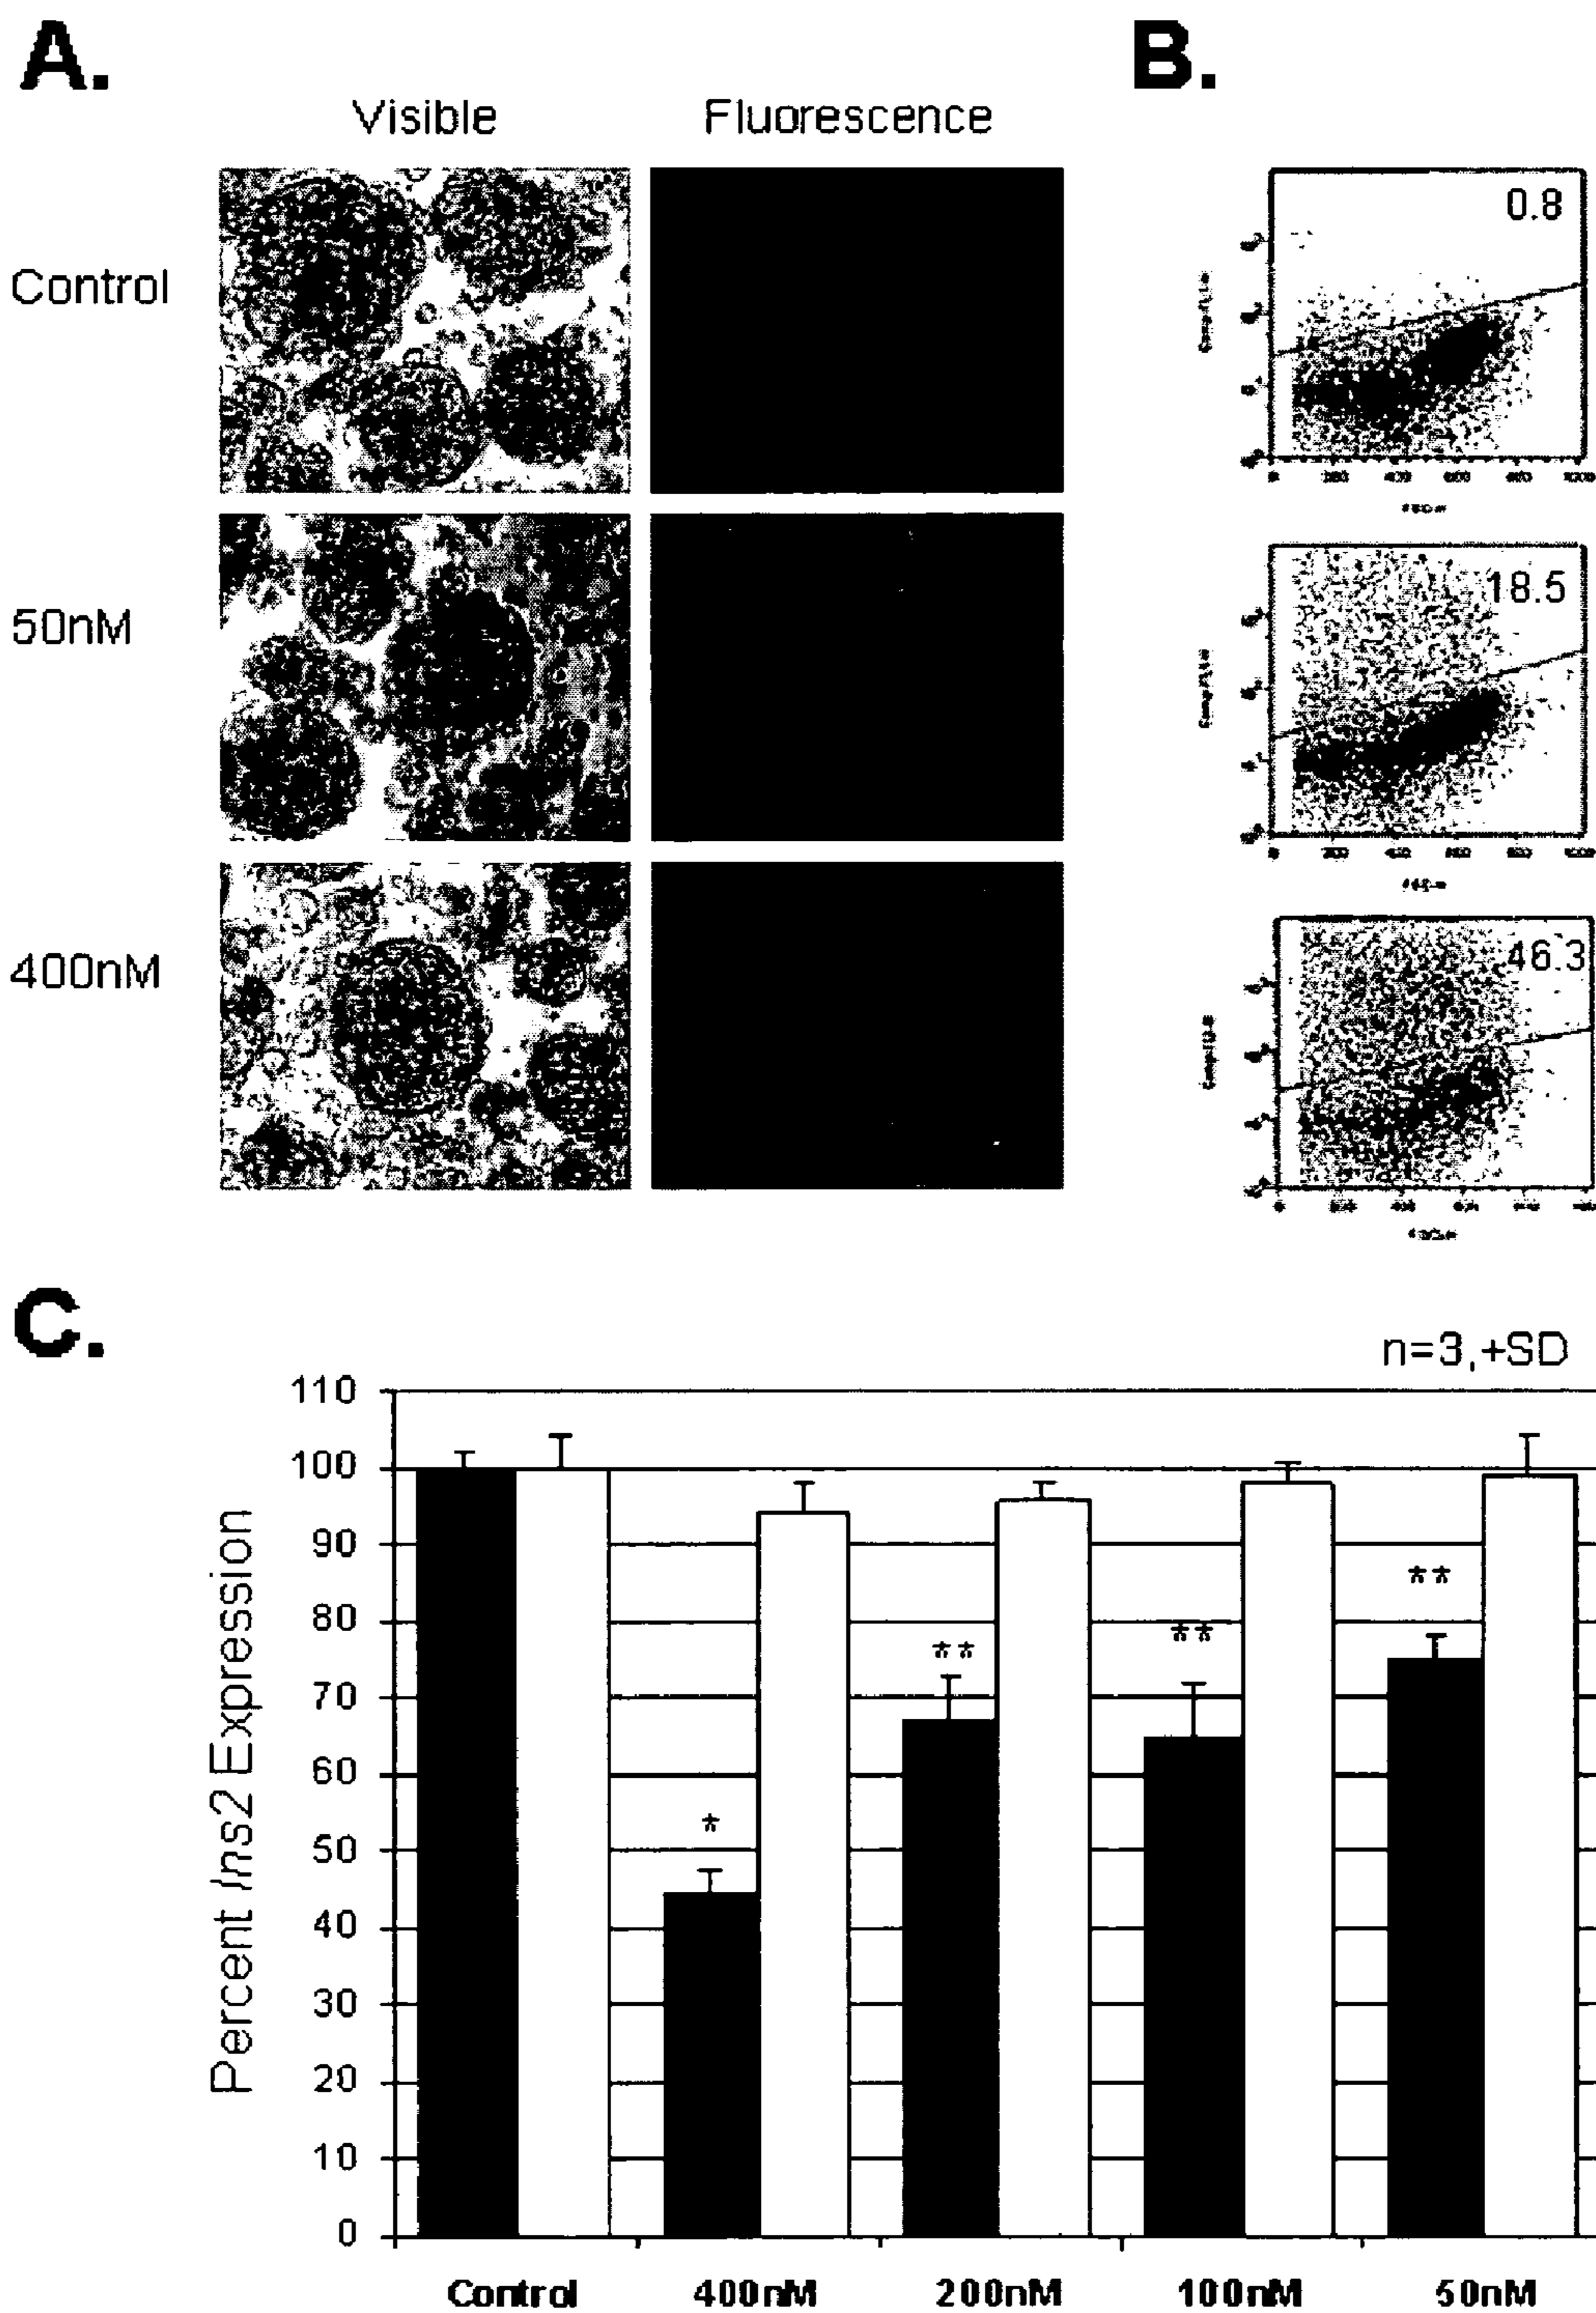 A.
Visible Fluorescence
Control
50nM
400nM
B.
0.8
18.5
46.3
C.
n=3,+SD
Percent Ins2 Expression
110
100
90
80
70
60
50
40
30
20
10
0
*
**
**
**
Control 400nM 200nM 100nM 50nM